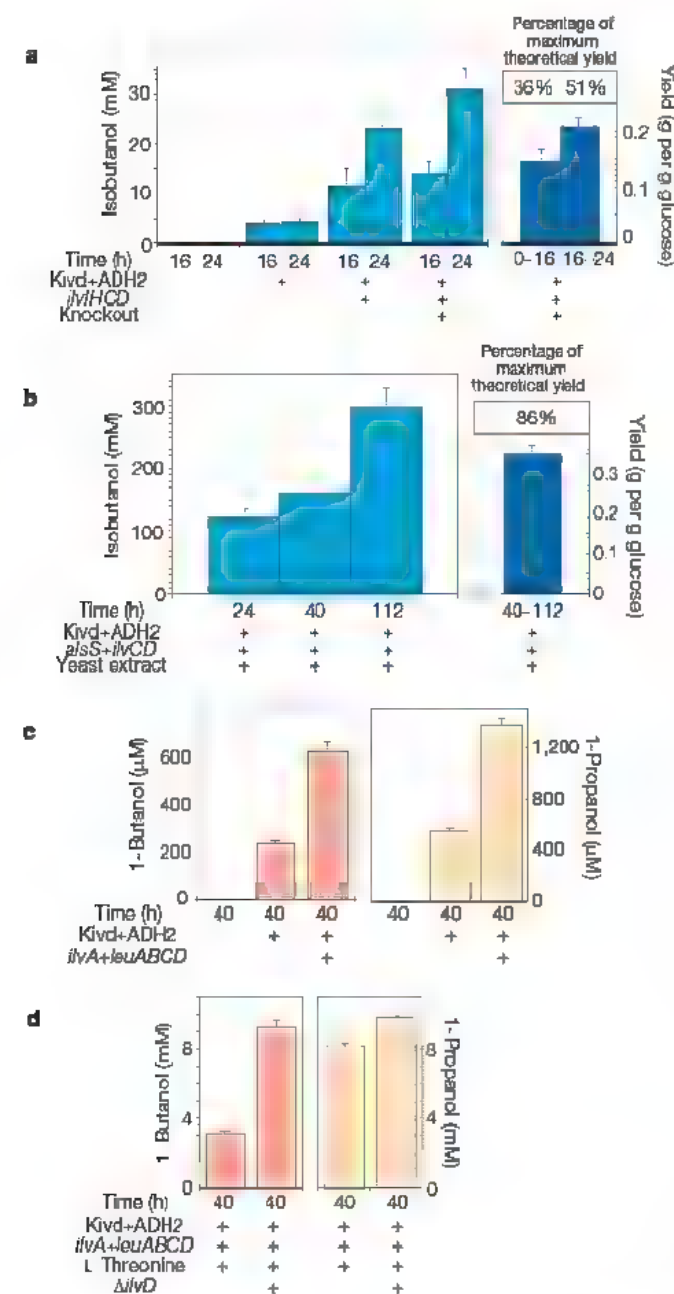 a
Percentage of
maximum
theoretical yield
36% 51%
Isobutanol (mM)
30
20
10
0
Yield (g per g glucose)
0.2
0.1
0
Time (h) 16 24 16 24 16 24 16 24 0–16 16–24
Kivd+ADH2 + + + +
ilvIHCD + + +
Knockout + +
b
Percentage of
maximum
theoretical yield
86%
Isobutanol (mM)
300
200
100
0
Yield (g per g glucose)
0.3
0.2
0.1
0
Time (h) 24 40 112 40–112
Kivd+ADH2 + + + +
alsS+ilvCD + + + +
Yeast extract + + + +
c
1-Butanol (µM)
600
400
200
0
1-Propanol (µM)
1,200
800
400
0
Time (h) 40 40 40 40 40 40
Kivd+ADH2 + + + +
ilvA+leuABCD + +
d
1 Butanol (mM)
8
4
0
1-Propanol (mM)
8
4
0
Time (h) 40 40 40 40
Kivd+ADH2 + + + +
ilvA+leuABCD + + + +
L Threonine + + + +
ΔilvD + +